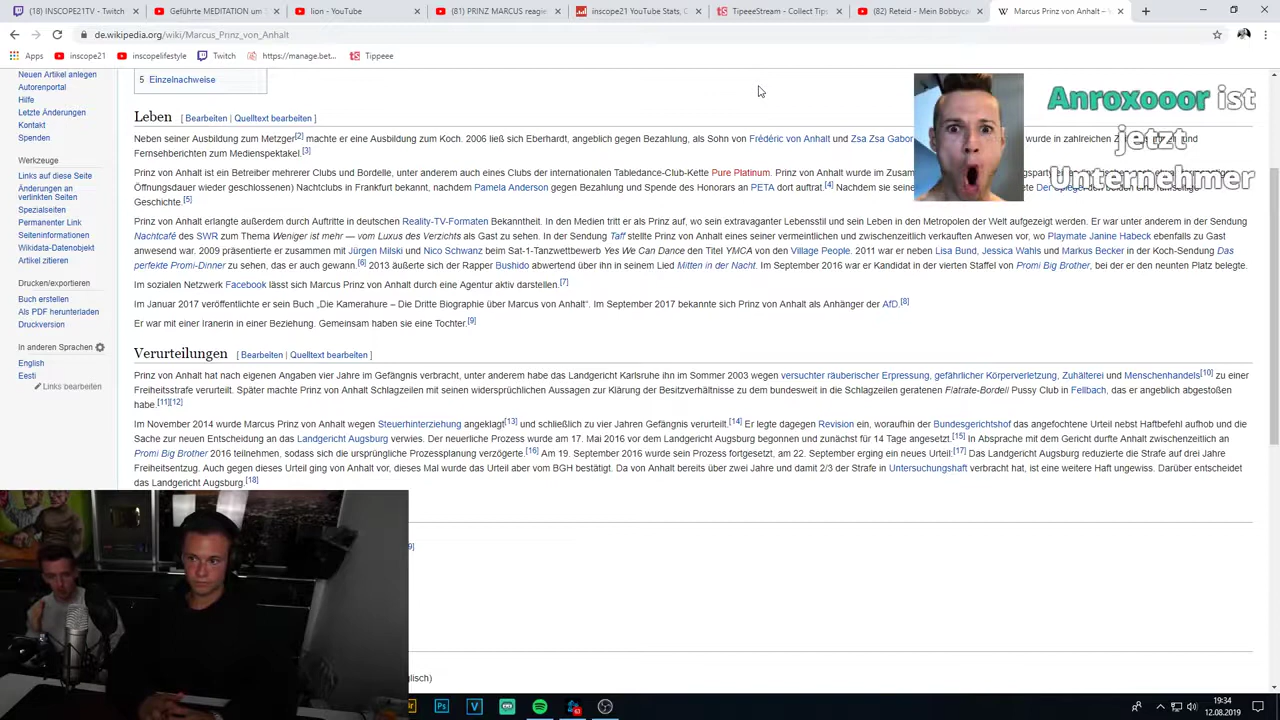 (18) INSCOPE21TV - Twitch
Geführte MEDITATION um T
lion - YouTube
(81) PRINZ MARCUS reagie
inscope21 YouTube Stats, C
TipeeeStream - Collect Tips
(82) Reteid - Mein Bobbyca
Marcus Prinz von Anhalt – 
de.wikipedia.org/wiki/Marcus_Prinz_von_Anhalt
Apps inscope21 inscopelifestyle Twitch https://manage.bet... Tippeee
Neuen Artikel anlegen
Autorenportal
Hilfe
Letzte Änderungen
Kontakt
Spenden
Werkzeuge
Links auf diese Seite
Änderungen an
verlinkten Seiten
Spezialseiten
Permanenter Link
Seiteninformationen
Wikidata-Datenobjekt
Artikel zitieren
Drucken/exportieren
Buch erstellen
Als PDF herunterladen
Druckversion
In anderen Sprachen
English
Eesti
Links bearbeiten
5 Einzelnachweise
Leben [ Bearbeiten | Quelltext bearbeiten ]
Neben seiner Ausbildung zum Metzger[2] machte er eine Ausbildung zum Koch. 2006 ließ sich Eberhardt, angeblich gegen Bezahlung, als Sohn von Frédéric von Anhalt und Zsa Zsa Gabor wurde in zahlreichen Z und
Fernsehberichten zum Medienspektakel.[3]
Prinz von Anhalt ist ein Betreiber mehrerer Clubs und Bordelle, unter anderem auch eines Clubs der internationalen Tabledance-Club-Kette Pure Platinum. Prinz von Anhalt wurde im Zusam gsparty
Öffnungsdauer wieder geschlossenen) Nachtclubs in Frankfurt bekannt, nachdem Pamela Anderson gegen Bezahlung und Spende des Honorars an PETA dort auftrat.[4] Nachdem sie seine Der Spiegel
Geschichte.[5]
Prinz von Anhalt erlangte außerdem durch Auftritte in deutschen Reality-TV-Formaten Bekanntheit. In den Medien tritt er als Prinz auf, wo sein extravaganter Lebensstil und sein Leben in den Metropolen der Welt aufgezeigt werden. Er war unter anderem in der Sendung
Nachtcafé des SWR zum Thema Weniger ist mehr — vom Luxus des Verzichts als Gast zu sehen. In der Sendung Taff stellte Prinz von Anhalt eines seiner vermeintlichen und zwischenzeitlich verkauften Anwesen vor, wo Playmate Janine Habeck ebenfalls zu Gast
anwesend war. 2009 präsentierte er zusammen mit Jürgen Milski und Nico Schwanz beim Sat-1-Tanzwettbewerb Yes We Can Dance den Titel YMCA von den Village People. 2011 war er neben Lisa Bund, Jessica Wahls und Markus Becker in der Koch-Sendung Das
perfekte Promi-Dinner zu sehen, das er auch gewann.[6] 2013 äußerte sich der Rapper Bushido abwertend über ihn in seinem Lied Mitten in der Nacht. Im September 2016 war er Kandidat in der vierten Staffel von Promi Big Brother, bei der er den neunten Platz belegte.
Im sozialen Netzwerk Facebook lässt sich Marcus Prinz von Anhalt durch eine Agentur aktiv darstellen.[7]
Im Januar 2017 veröffentlichte er sein Buch „Die Kamerahure – Die Dritte Biographie über Marcus von Anhalt“. Im September 2017 bekannte sich Prinz von Anhalt als Anhänger der AfD.[8]
Er war mit einer Iranerin in einer Beziehung. Gemeinsam haben sie eine Tochter.[9]
Verurteilungen [ Bearbeiten | Quelltext bearbeiten ]
Prinz von Anhalt hat nach eigenen Angaben vier Jahre im Gefängnis verbracht, unter anderem habe das Landgericht Karlsruhe ihn im Sommer 2003 wegen versuchter räuberischer Erpressung, gefährlicher Körperverletzung, Zuhälterei und Menschenhandels[10] zu einer
Freiheitsstrafe verurteilt. Später machte Prinz von Anhalt Schlagzeilen mit seinen widersprüchlichen Aussagen zur Klärung der Besitzverhältnisse zu dem bundesweit in die Schlagzeilen geratenen Flatrate-Bordell Pussy Club in Fellbach, das er angeblich abgestoßen
habe.[11][12]
Im November 2014 wurde Marcus Prinz von Anhalt wegen Steuerhinterziehung angeklagt[13] und schließlich zu vier Jahren Gefängnis verurteilt.[14] Er legte dagegen Revision ein, woraufhin der Bundesgerichtshof das angefochtene Urteil nebst Haftbefehl aufhob und die
Sache zur neuen Entscheidung an das Landgericht Augsburg verwies. Der neuerliche Prozess wurde am 17. Mai 2016 vor dem Landgericht Augsburg begonnen und zunächst für 14 Tage angesetzt.[15] In Absprache mit dem Gericht durfte Anhalt zwischenzeitlich an
Promi Big Brother 2016 teilnehmen, sodass sich die ursprüngliche Prozessplanung verzögerte.[16] Am 19. September 2016 wurde sein Prozess fortgesetzt, am 22. September erging ein neues Urteil:[17] Das Landgericht Augsburg reduzierte die Strafe auf drei Jahre
Freiheitsentzug. Auch gegen dieses Urteil ging von Anhalt vor, dieses Mal wurde das Urteil aber vom BGH bestätigt. Da von Anhalt bereits über zwei Jahre und damit 2/3 der Strafe in Untersuchungshaft verbracht hat, ist eine weitere Haft ungewiss. Darüber entscheidet
das Landgericht Augsburg.[18]
9]
glisch)
Anroxooor ist
jetzt
Unternehmer
19:34
12.08.2019